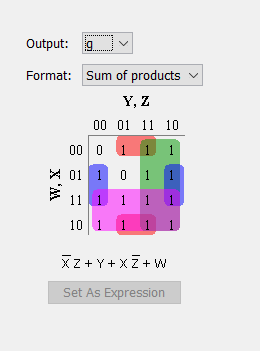 Output: g
Format: Sum of products
Y, Z
00 01 11 10
W, X
00 0 1 1 1
01 1 0 1 1
11 1 1 1 1
10 1 1 1 1
X̅ Z + Y + X Z̅ + W
Set As Expression